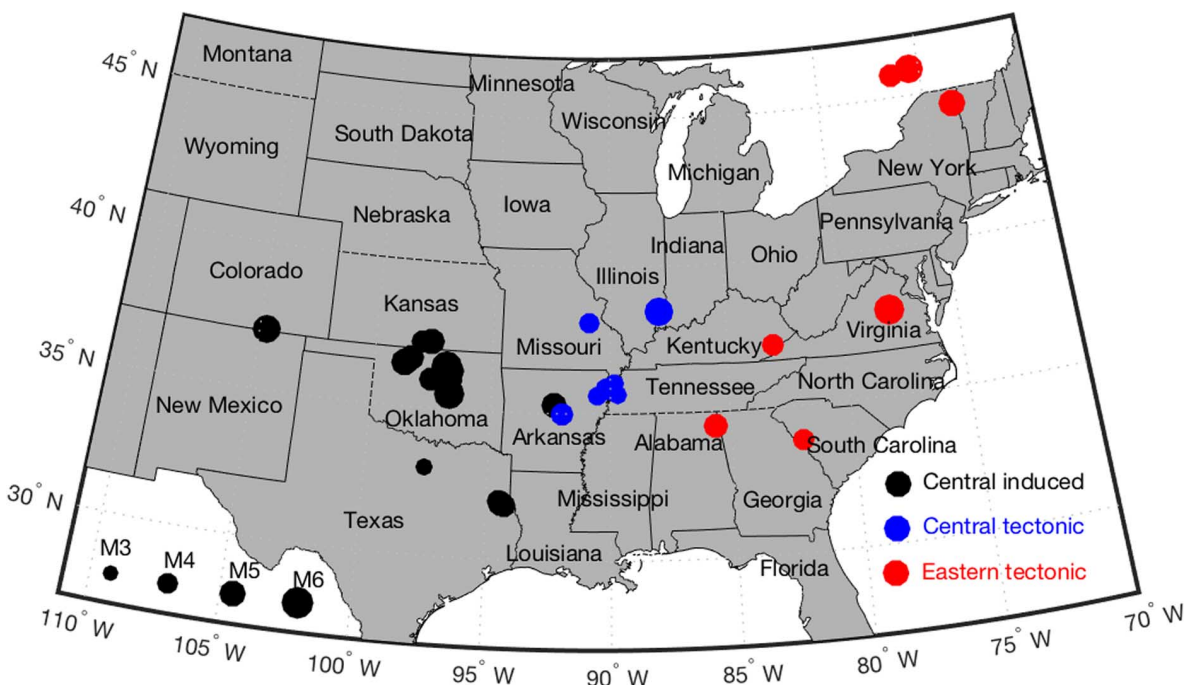 Montana
45° N
Minnesota
Wisconsin
South Dakota
Wyoming
Michigan
New York
40° N
Nebraska
Iowa
Pennsylvania
Indiana
Ohio
Colorado
Illinois
Kansas
Virginia
35° N
Missouri
Kentucky
North Carolina
Tennessee
New Mexico
Oklahoma
Arkansas
Alabama
South Carolina
Central induced
30° N
Mississippi
Georgia
Texas
Central tectonic
Louisiana
Florida
Eastern tectonic
M3
M4
M5
M6
110° W
105° W
100° W
95° W
90° W
85° W
80° W
75° W
70° W